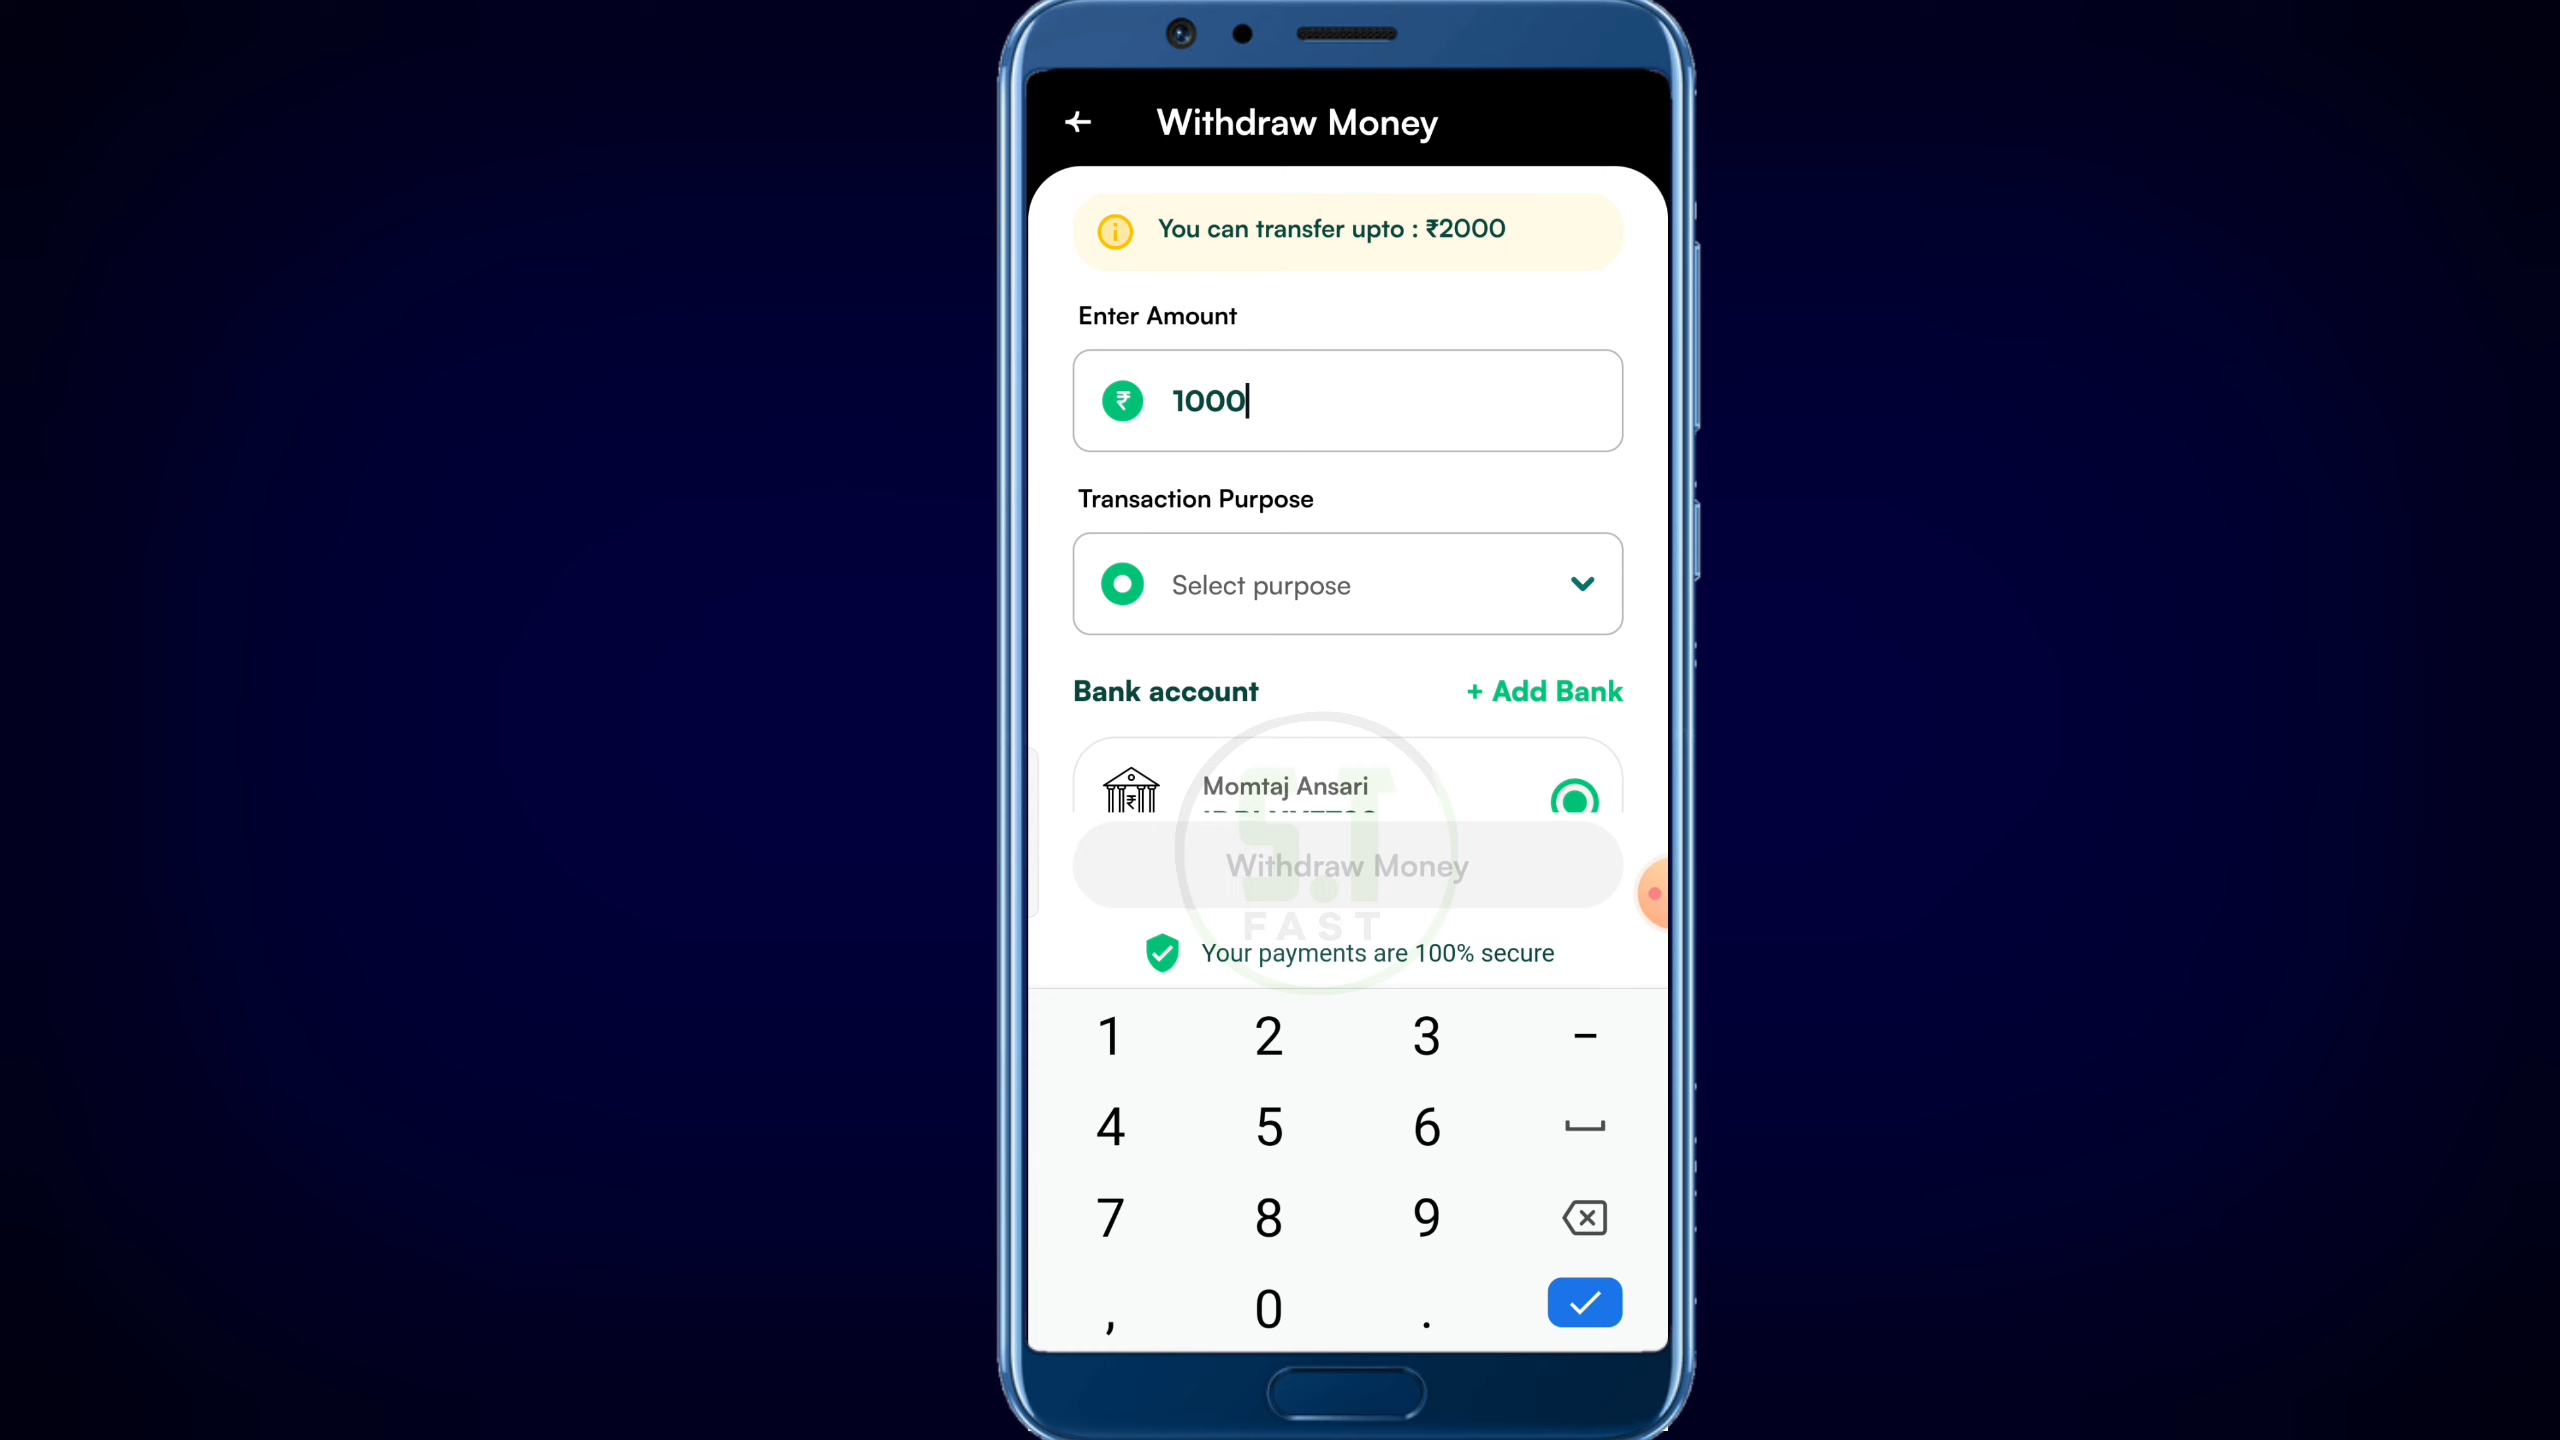 Withdraw Money
You can transfer upto : ₹2000
Enter Amount
₹ 1000
Transaction Purpose
Select purpose
Bank account + Add Bank
Momtaj Ansari
Withdraw Money
S.T
FAST
Your payments are 100% secure
1 2 3 -
4 5 6
7 8 9
, 0 .